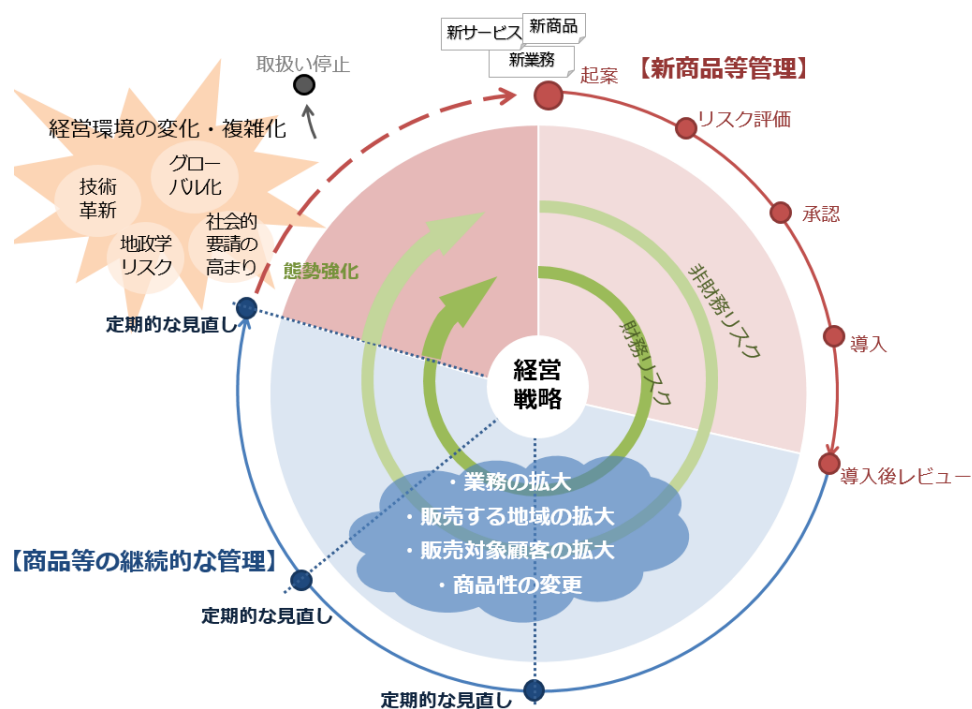 新サービス
新商品
新業務
起案
【新商品等管理】
取扱い停止
リスク評価
経営環境の変化・複雑化
グロー
バル化
技術
革新
社会的
要請の
高まり
地政学
リスク
承認
態勢強化
非財務リスク
定期的な見直し
財務リスク
導入
経営
戦略
導入後レビュー
・業務の拡大
・販売する地域の拡大
・販売対象顧客の拡大
・商品性の変更
【商品等の継続的な管理】
定期的な見直し
定期的な見直し